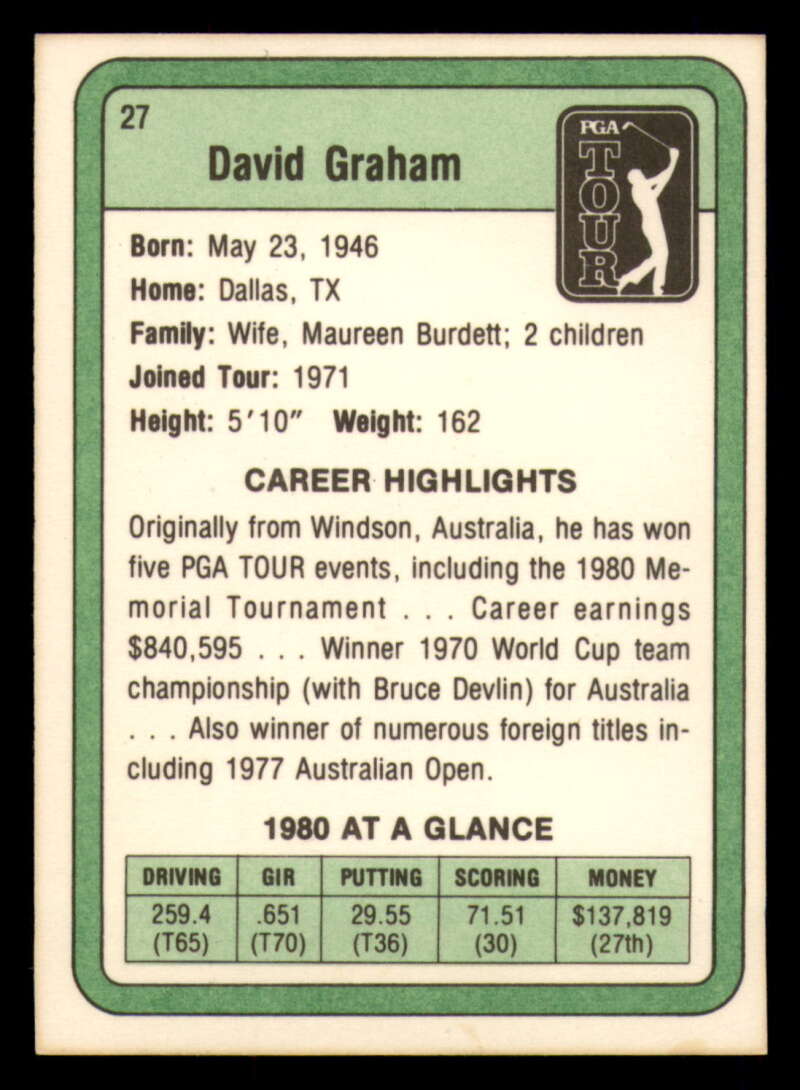 27
David Graham
PGA
TOUR
Born: May 23, 1946
Home: Dallas, TX
Family: Wife, Maureen Burdett; 2 children
Joined Tour: 1971
Height: 5'10" Weight: 162
CAREER HIGHLIGHTS
Originally from Windson, Australia, he has won
five PGA TOUR events, including the 1980 Me-
morial Tournament . . . Career earnings
$840,595 . . . Winner 1970 World Cup team
championship (with Bruce Devlin) for Australia
. . . Also winner of numerous foreign titles in-
cluding 1977 Australian Open.
1980 AT A GLANCE
DRIVING GIR PUTTING SCORING MONEY
259.4 .651 29.55 71.51 $137,819
(T65) (T70) (T36) (30) (27th)